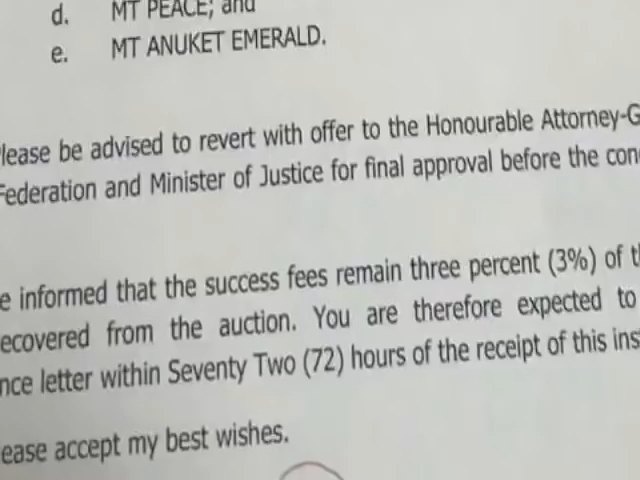 d. MT PEACE; and
e. MT ANUKET EMERALD.
lease be advised to revert with offer to the Honourable Attorney-G
Federation and Minister of Justice for final approval before the con
e informed that the success fees remain three percent (3%) of t
ecovered from the auction. You are therefore expected to
nce letter within Seventy Two (72) hours of the receipt of this ins
ease accept my best wishes.